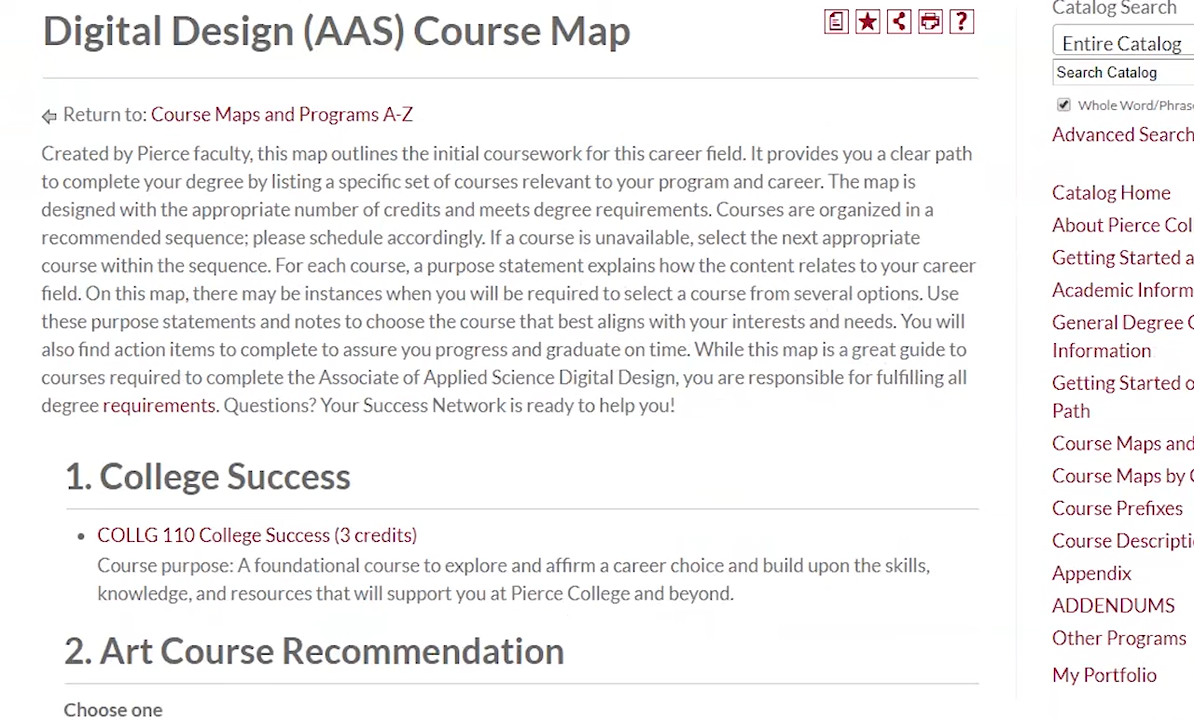 Digital Design (AAS) Course Map
Return to: Course Maps and Programs A-Z
Created by Pierce faculty, this map outlines the initial coursework for this career field. It provides you a clear path
to complete your degree by listing a specific set of courses relevant to your program and career. The map is
designed with the appropriate number of credits and meets degree requirements. Courses are organized in a
recommended sequence; please schedule accordingly. If a course is unavailable, select the next appropriate
course within the sequence. For each course, a purpose statement explains how the content relates to your career
field. On this map, there may be instances when you will be required to select a course from several options. Use
these purpose statements and notes to choose the course that best aligns with your interests and needs. You will
also find action items to complete to assure you progress and graduate on time. While this map is a great guide to
courses required to complete the Associate of Applied Science Digital Design, you are responsible for fulfilling all
degree requirements. Questions? Your Success Network is ready to help you!
1. College Success
• COLLG 110 College Success (3 credits)
Course purpose: A foundational course to explore and affirm a career choice and build upon the skills,
knowledge, and resources that will support you at Pierce College and beyond.
2. Art Course Recommendation
Choose one
Catalog Search
Entire Catalog
Search Catalog
Whole Word/Phras
Advanced Search
Catalog Home
About Pierce Col
Getting Started a
Academic Inform
General Degree
Information
Getting Started o
Path
Course Maps and
Course Maps by
Course Prefixes
Course Descripti
Appendix
ADDENDUMS
Other Programs
My Portfolio